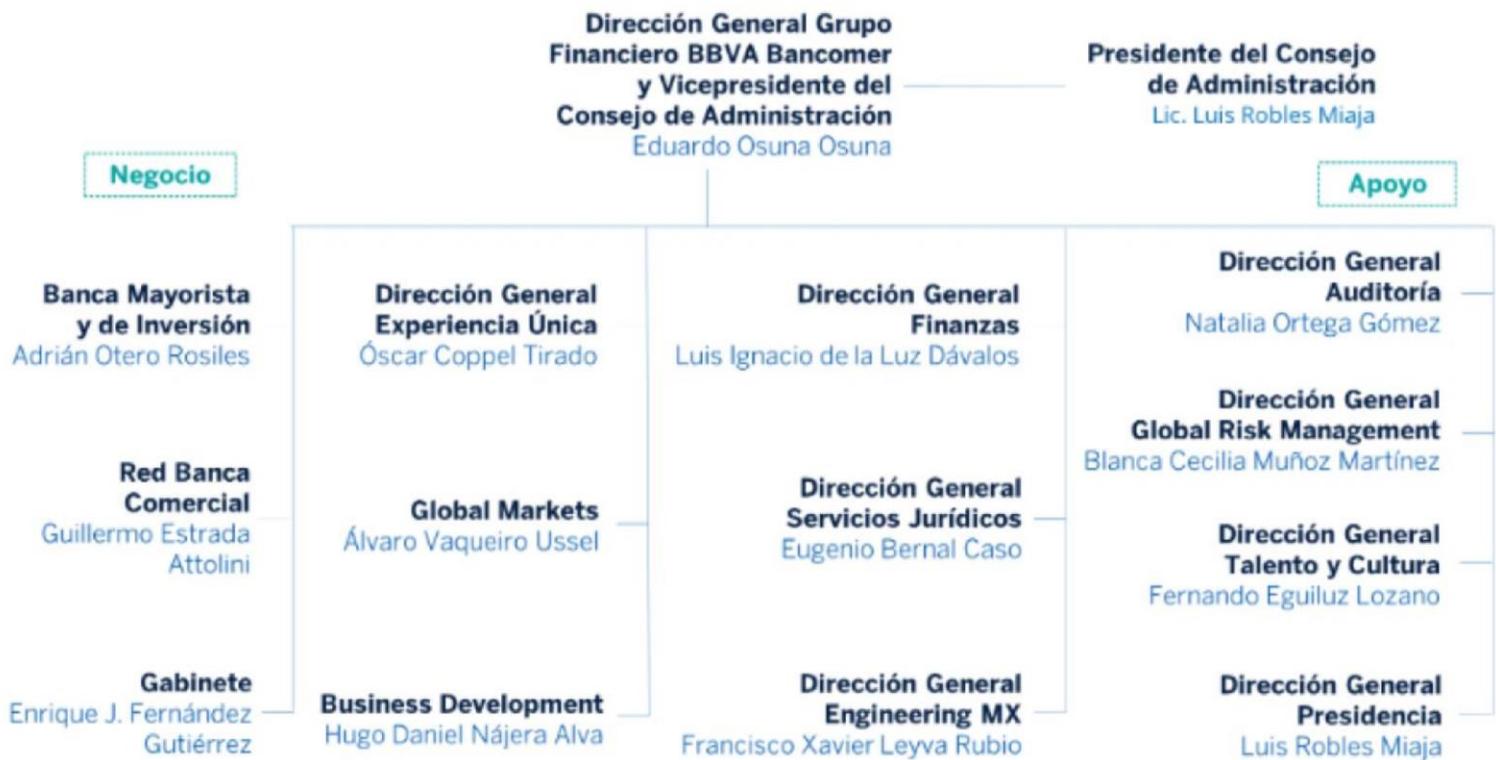 Dirección General Grupo
Financiero BBVA Bancomer
y Vicepresidente del
Consejo de Administración
Eduardo Osuna Osuna
Presidente del Consejo
de Administración
Lic. Luis Robles Miaja
Negocio
Apoyo
Banca Mayorista
y de Inversión
Adrián Otero Rosiles
Dirección General
Experiencia Única
Óscar Coppel Tirado
Dirección General
Finanzas
Luis Ignacio de la Luz Dávalos
Dirección General
Auditoría
Natalia Ortega Gómez
Dirección General
Global Risk Management
Blanca Cecilia Muñoz Martínez
Red Banca
Comercial
Guillermo Estrada
Attolini
Global Markets
Álvaro Vaqueiro Ussel
Dirección General
Servicios Jurídicos
Eugenio Bernal Caso
Dirección General
Talento y Cultura
Fernando Eguiluz Lozano
Gabinete
Enrique J. Fernández
Gutiérrez
Business Development
Hugo Daniel Nájera Alva
Dirección General
Engineering MX
Francisco Xavier Leyva Rubio
Dirección General
Presidencia
Luis Robles Miaja